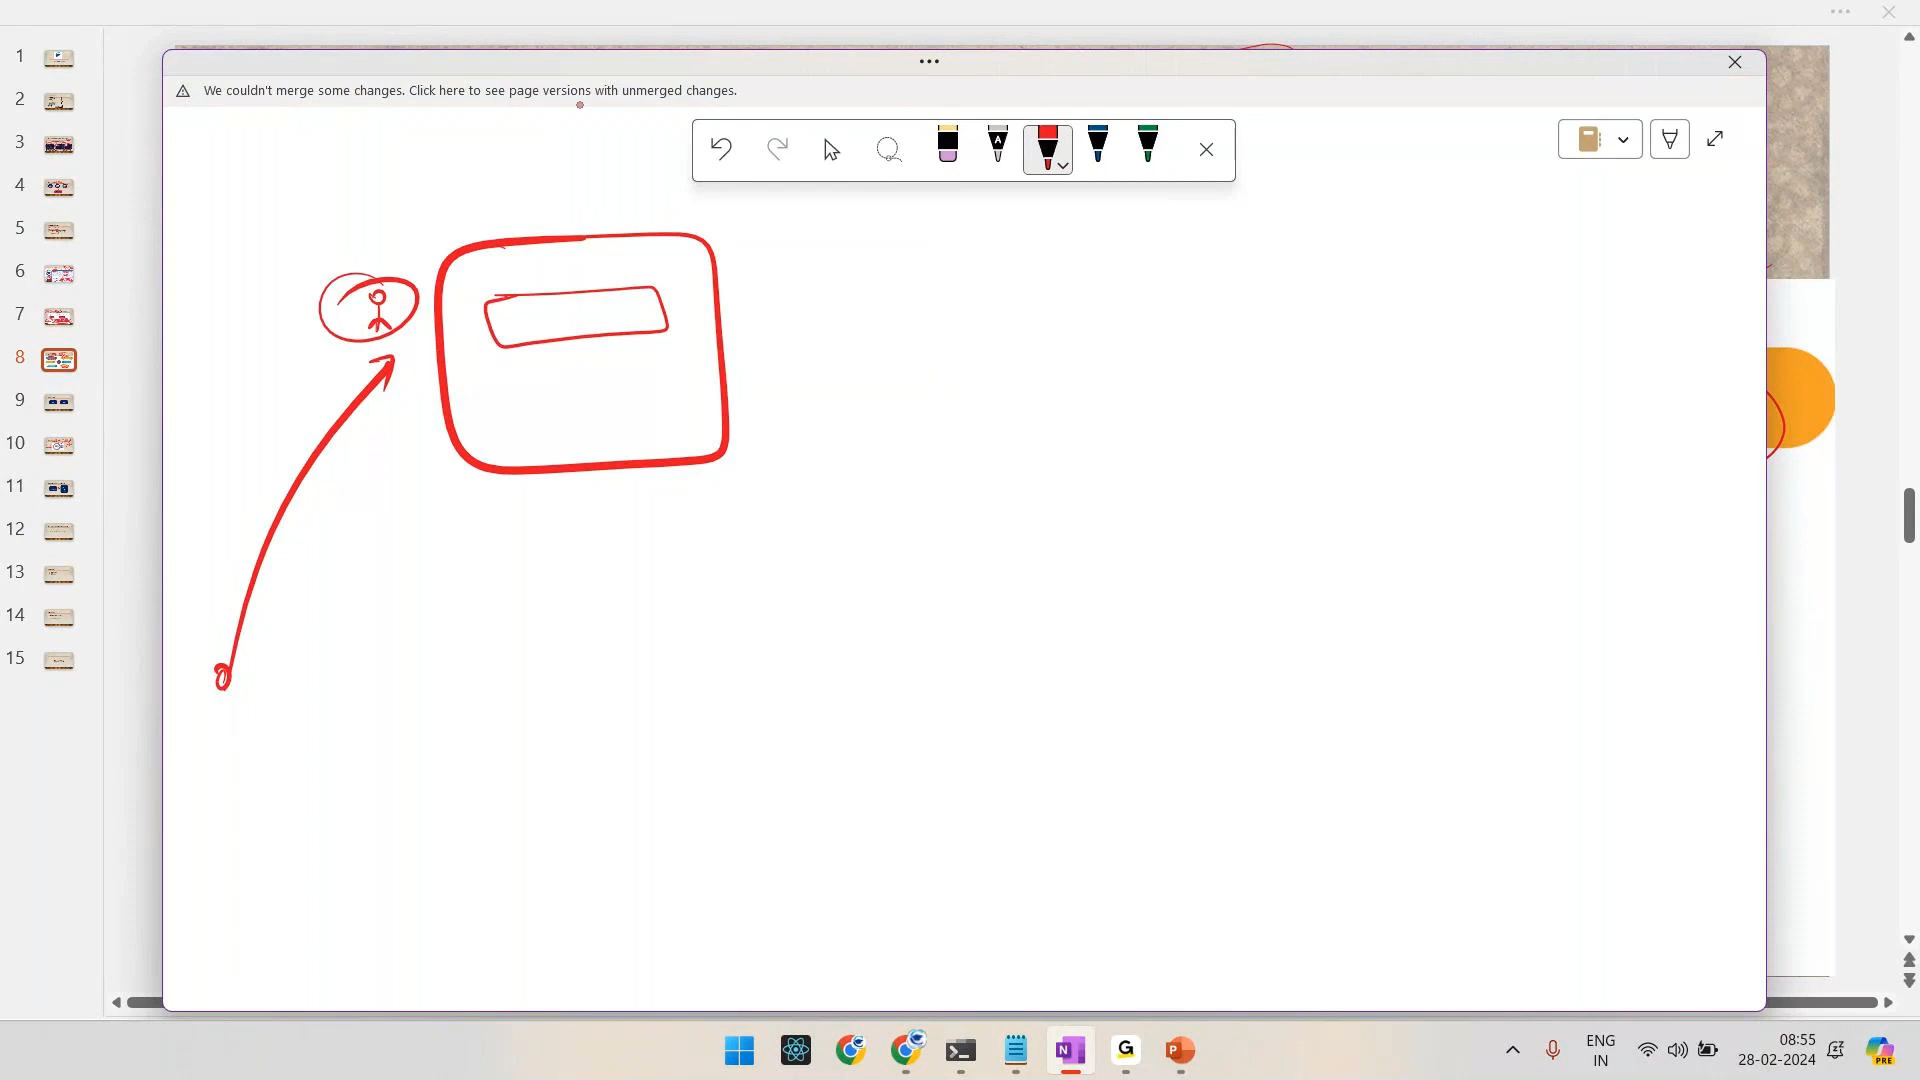 1
2
3
4
5
6
7
8
9
10
11
12
13
14
15
We couldn't merge some changes. Click here to see page versions with unmerged changes.
A
N
G
P
ENG
IN
08:55
28-02-2024
PRE